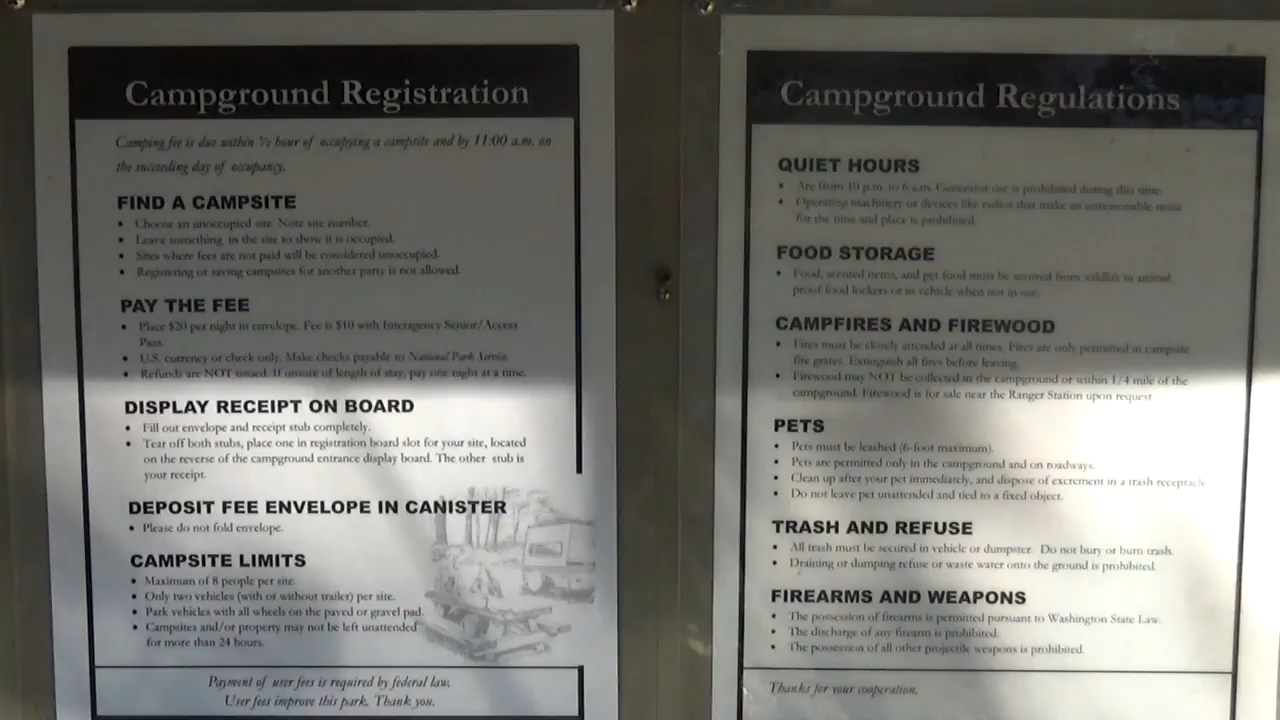 Campground Registration
Camping fee is due within ½ hour of occupying a campsite and by 11:00 a.m. on
the succeeding day of occupancy.
FIND A CAMPSITE
• Choose an unoccupied site. Note site number.
• Leave something in the site to show it is occupied.
• Sites where fees are not paid will be considered unoccupied.
• Registering or saving campsites for another party is not allowed.
PAY THE FEE
• Place $20 per night in envelope. Fee is $10 with Interagency Senior/Access
Pass.
• U.S. currency or check only. Make checks payable to National Park Service.
• Refunds are NOT issued. If unsure of length of stay, pay one night at a time.
DISPLAY RECEIPT ON BOARD
• Fill out envelope and receipt stub completely.
• Tear off both stubs, place one in registration board slot for your site, located
on the reverse of the campground entrance display board. The other stub is
your receipt.
DEPOSIT FEE ENVELOPE IN CANISTER
• Please do not fold envelope.
CAMPSITE LIMITS
• Maximum of 8 people per site.
• Only two vehicles (with or without trailer) per site.
• Park vehicles with all wheels on the paved or gravel pad.
• Campsites and/or property may not be left unattended
for more than 24 hours.
Payment of user fees is required by federal law.
User fees improve this park. Thank you.
Campground Regulations
QUIET HOURS
• Are from 10 p.m. to 6 a.m. Generator use is prohibited during this time.
• Operating machinery or devices like radios that make an unreasonable noise
for the time and place is prohibited.
FOOD STORAGE
• Food, scented items, and pet food must be secured from wildlife in animal
proof food lockers or in vehicle when not in use.
CAMPFIRES AND FIREWOOD
• Fires must be closely attended at all times. Fires are only permitted in campsite
fire grates. Extinguish all fires before leaving.
• Firewood may NOT be collected in the campground or within 1/4 mile of the
campground. Firewood is for sale near the Ranger Station upon request
PETS
• Pets must be leashed (6-foot maximum).
• Pets are permitted only in the campground and on roadways.
• Clean up after your pet immediately, and dispose of excrement in a trash receptacle
• Do not leave pet unattended and tied to a fixed object.
TRASH AND REFUSE
• All trash must be secured in vehicle or dumpster. Do not bury or burn trash.
• Draining or dumping refuse or waste water onto the ground is prohibited.
FIREARMS AND WEAPONS
• The possession of firearms is permitted pursuant to Washington State Law.
• The discharge of any firearm is prohibited.
• The possession of all other projectile weapons is prohibited.
Thanks for your cooperation.